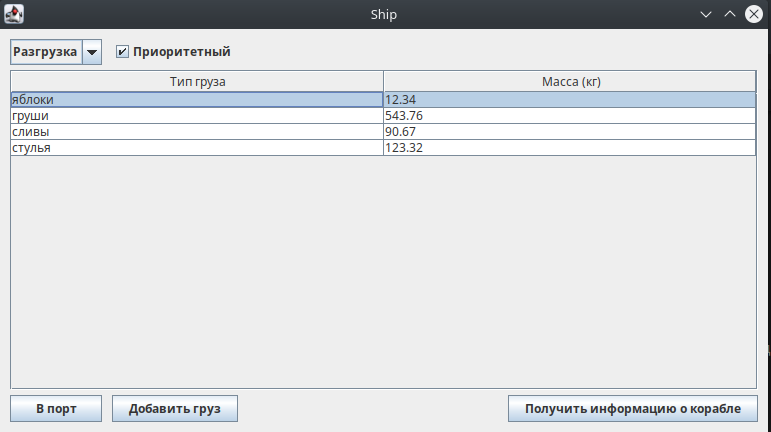 Ship
Разгрузка Приоритетный
Тип груза Масса (кг)
яблоки 12.34
груши 543.76
сливы 90.67
стулья 123.32
В порт Добавить груз Получить информацию о корабле